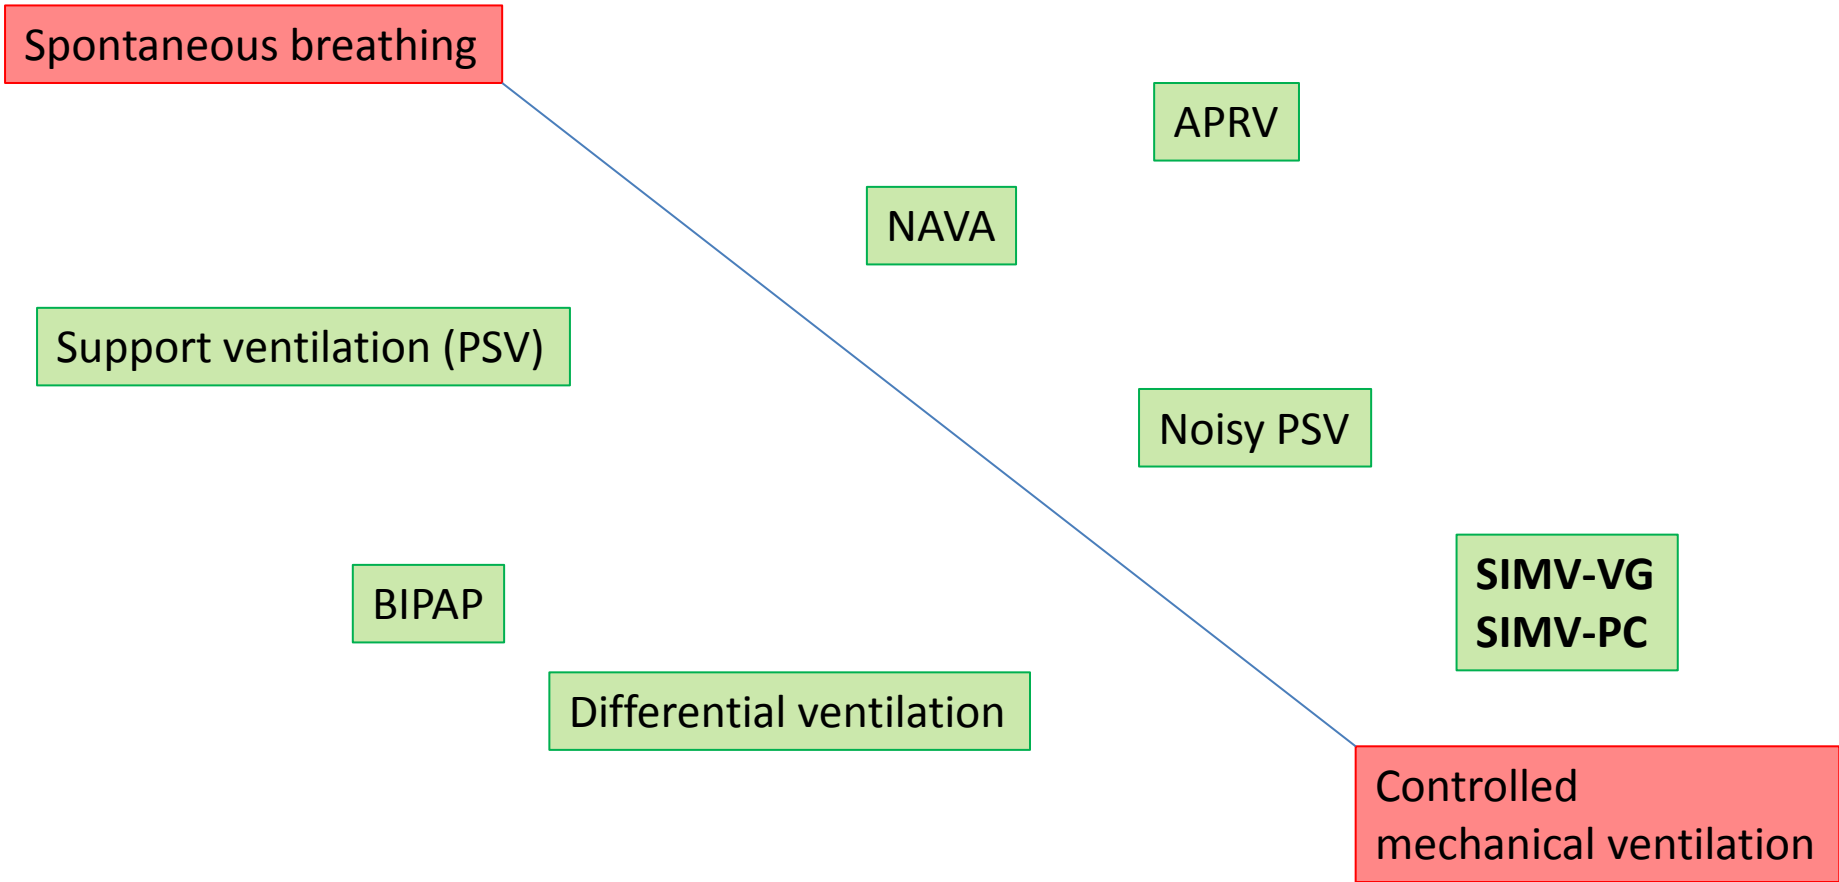 Spontaneous breathing
APRV
NAVA
Support ventilation (PSV)
Noisy PSV
SIMV-VG
SIMV-PC
BIPAP
Differential ventilation
Controlled
mechanical ventilation